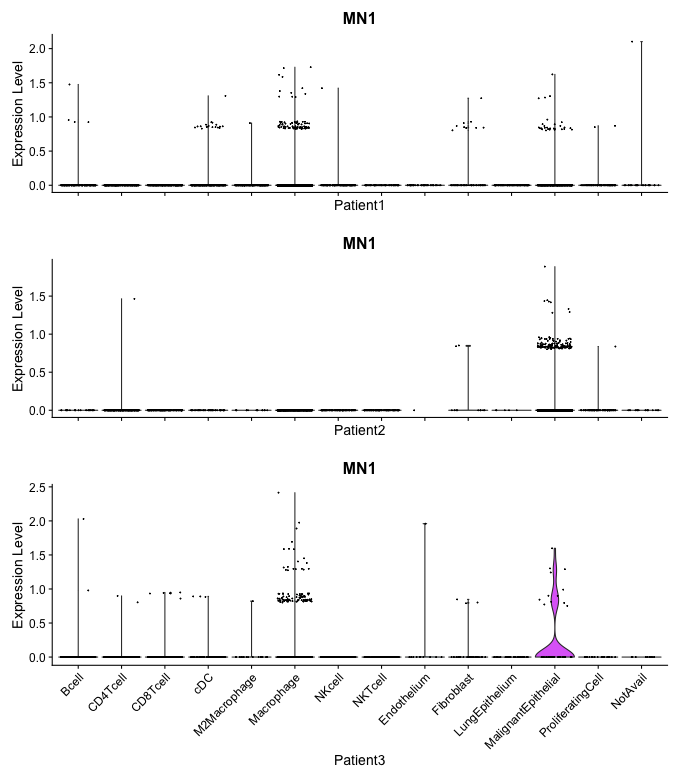 MN1
Expression Level
2.0
1.5
1.0
0.5
0.0
Patient1
MN1
Expression Level
1.5
1.0
0.5
0.0
Patient2
MN1
Expression Level
2.5
2.0
1.5
1.0
0.5
0.0
Bcell
CD4Tcell
CD8Tcell
cDC
M2Macrophage
Macrophage
NKcell
NKTcell
Endothelium
Fibroblast
LungEpithelium
MalignantEpithelial
ProliferatingCell
NotAvail
Patient3